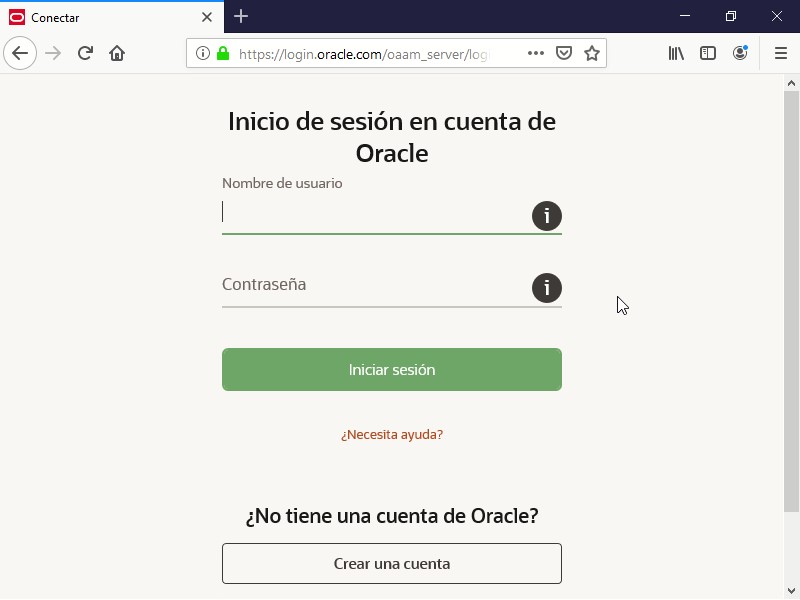 Conectar
https://login.oracle.com/oaam_server/log
Inicio de sesión en cuenta de
Oracle
Nombre de usuario
Contraseña
Iniciar sesión
¿Necesita ayuda?
¿No tiene una cuenta de Oracle?
Crear una cuenta